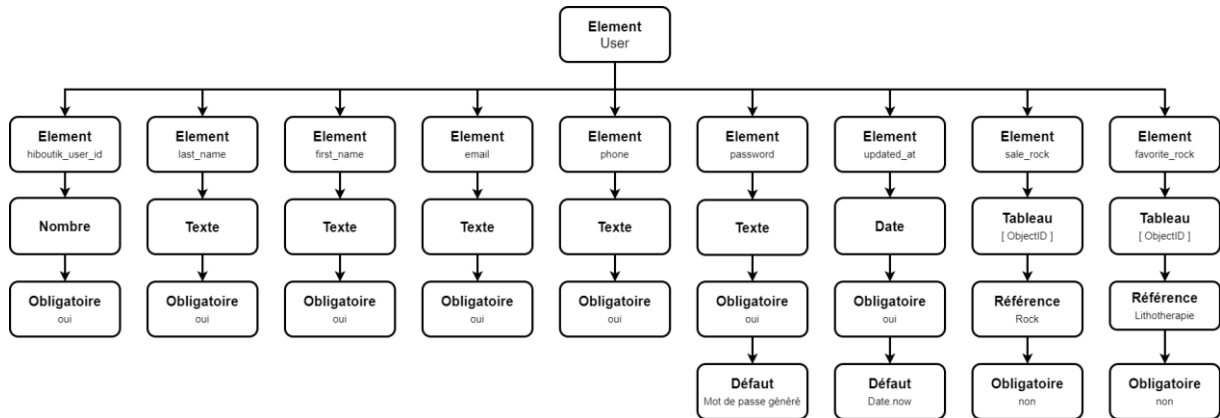 Element
User
Element
hiboutik_user_id
Element
last_name
Element
first_name
Element
email
Element
phone
Element
password
Element
updated_at
Element
sale_rock
Element
favorite_rock
Nombre
Texte
Texte
Texte
Texte
Texte
Date
Tableau
[ ObjectID ]
Tableau
[ ObjectID ]
Obligatoire
oui
Obligatoire
oui
Obligatoire
oui
Obligatoire
oui
Obligatoire
oui
Obligatoire
oui
Obligatoire
oui
Référence
Rock
Référence
Lithotherapie
Défaut
Mot de passe généré
Défaut
Date.now
Obligatoire
non
Obligatoire
non